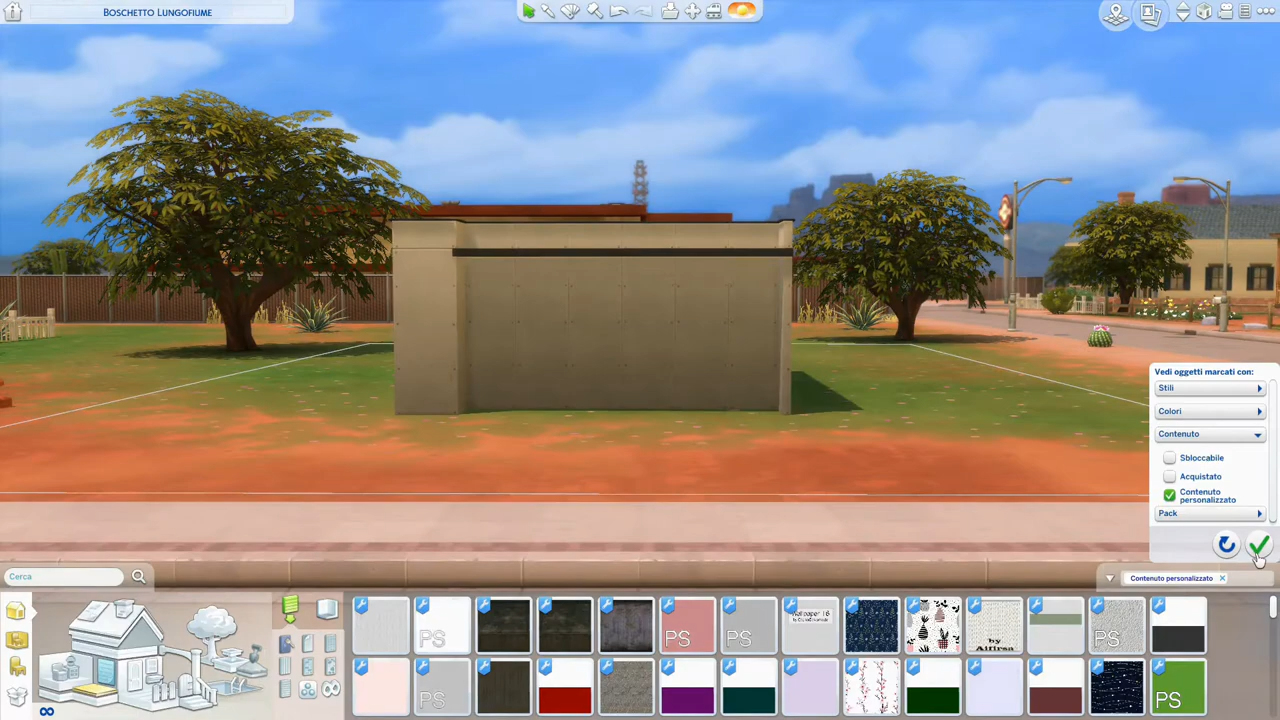 Boschetto Lungofiume
Vedi oggetti marcati con:
Stili
Colori
Contenuto
Sbloccabile
Acquistato
Contenuto
personalizzato
Pack
Contenuto personalizzato
Cerca
PS
PS
PS
by
Alfirsa
PS
PS
PS